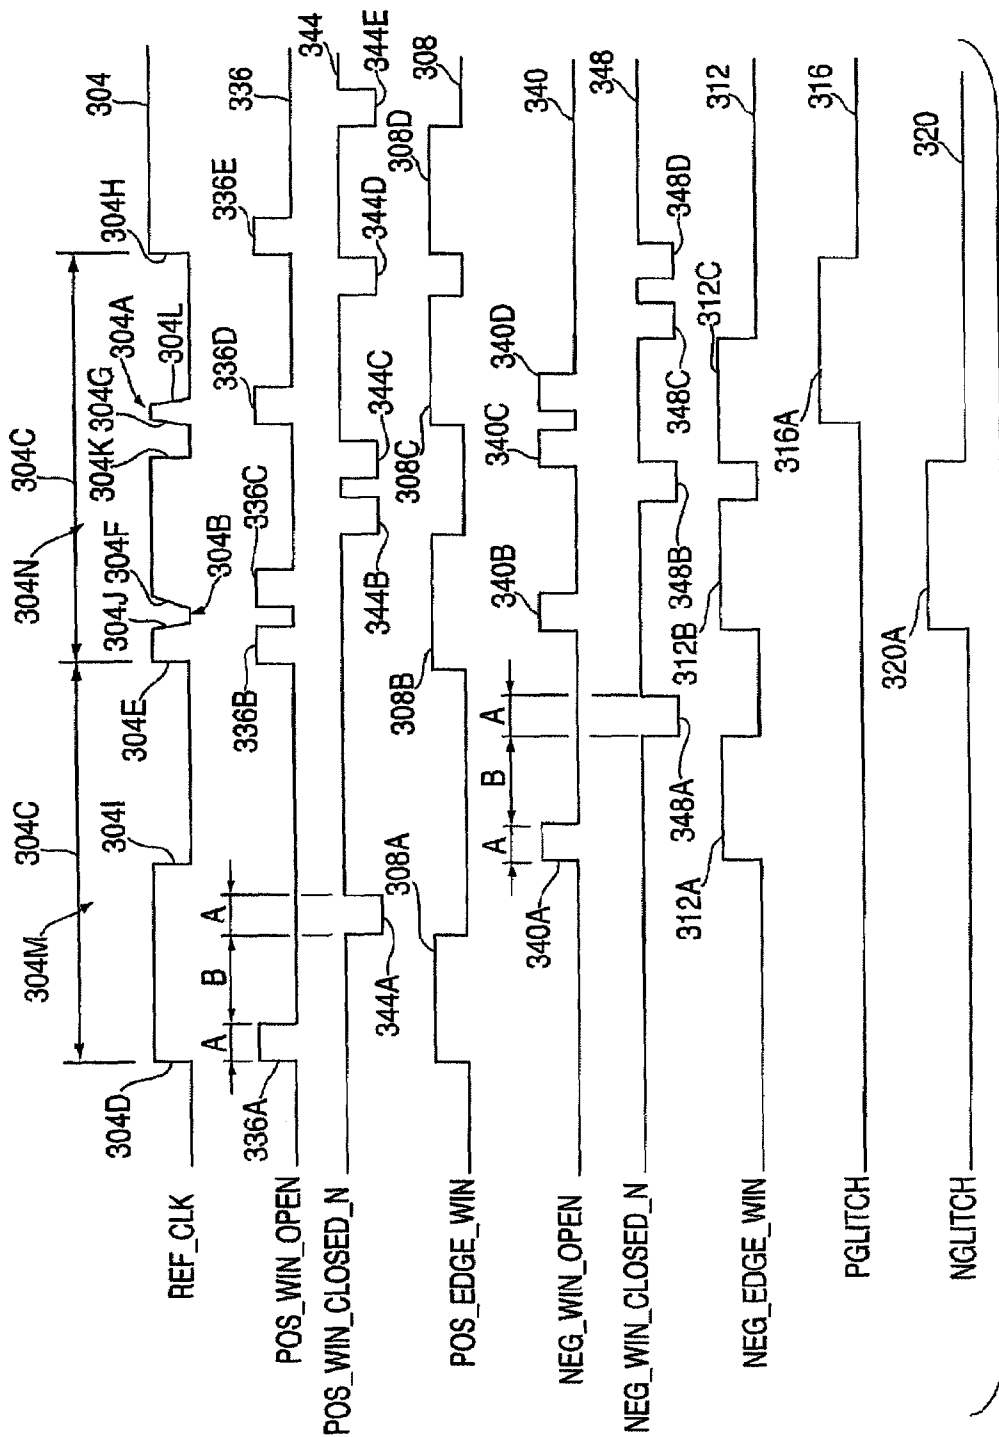 304M
304C
304N
304C
REF_CLK
304D
304I
304E
304J
304F
304B
304K
304G
304A
304L
304H
304
POS_WIN_OPEN
336A
A
B
A
336B
336C
336D
336E
336
POS_WIN_CLOSED_N
344A
344B
344C
344D
344E
344
POS_EDGE_WIN
308A
308B
308C
308D
308
NEG_WIN_OPEN
340A
A
B
A
340B
340C
340D
340
NEG_WIN_CLOSED_N
348A
348B
348C
348D
348
NEG_EDGE_WIN
312A
312B
312C
312
PGLITCH
316A
316
NGLITCH
320A
320